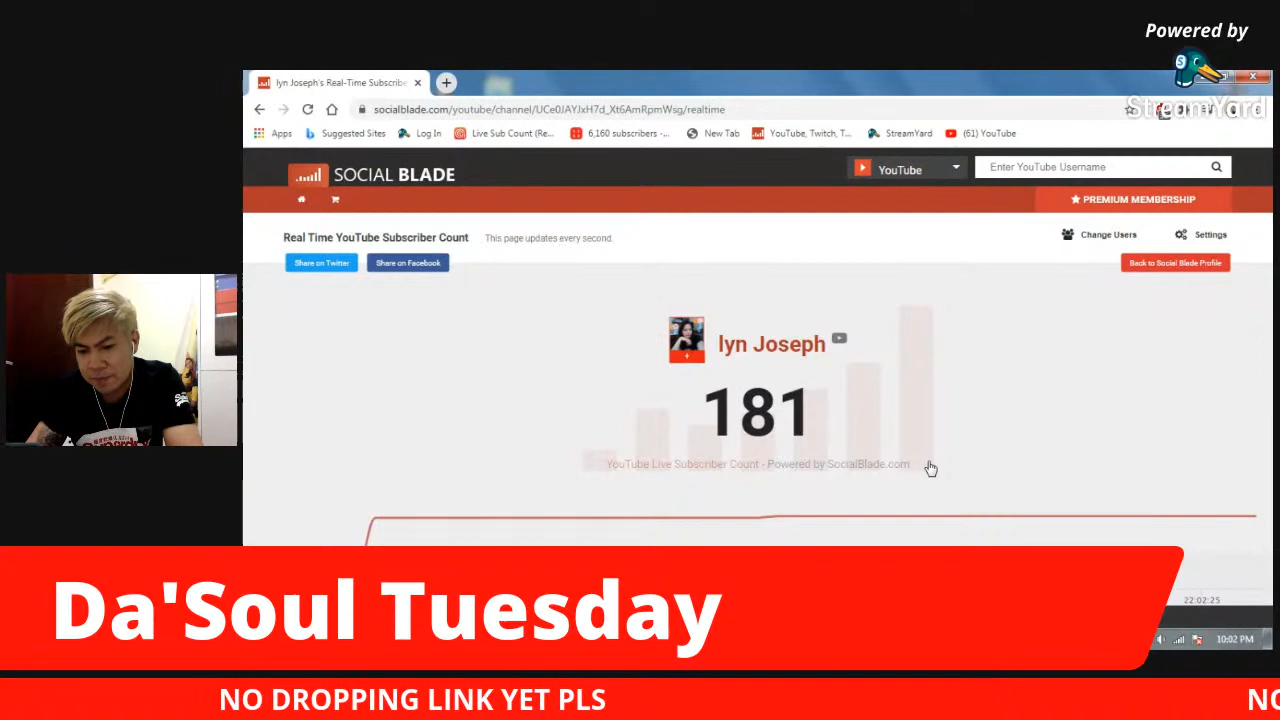 Powered by
StreamYard
lyn Joseph's Real-Time Subscribe
socialblade.com/youtube/channel/UCe0JAYJxH7d_Xt6AmRpmWsg/realtime
Apps
Suggested Sites
Log In
Live Sub Count (Re...
6,160 subscribers -...
New Tab
YouTube, Twitch, T...
StreamYard
(61) YouTube
SOCIAL BLADE
YouTube
Enter YouTube Username
PREMIUM MEMBERSHIP
Real Time YouTube Subscriber Count
This page updates every second.
Change Users
Settings
Share on Twitter
Share on Facebook
Back to Social Blade Profile
lyn Joseph
181
YouTube Live Subscriber Count - Powered by SocialBlade.com
22:02:25
10:02 PM
Da'Soul Tuesday
NO DROPPING LINK YET PLS
NO